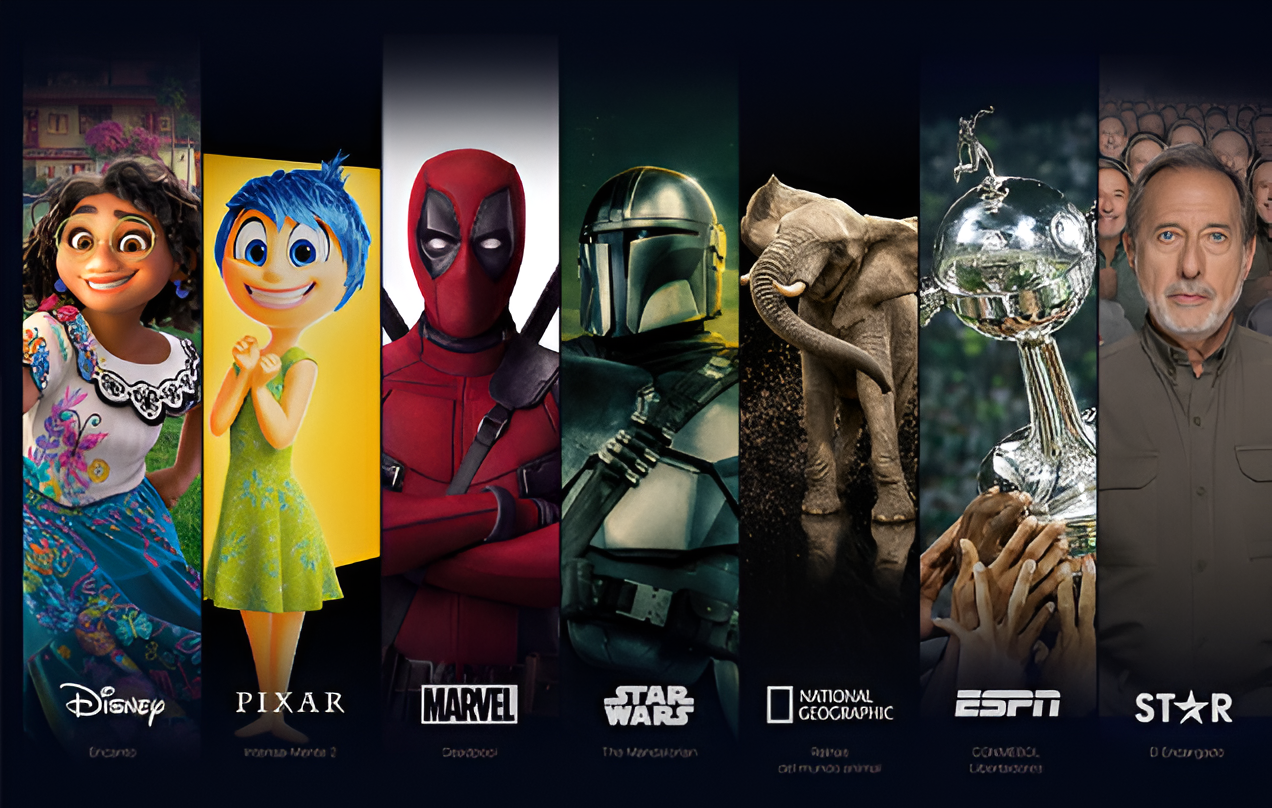 Disney
PIXAR
MARVEL
STAR
WARS
NATIONAL
GEOGRAPHIC
ESPN
STAR
Encanto
Intensa-Mente 2
Deadpool
The Mandalorian
del mundo animal
CONMEBOL
Libertadores
El Encargado